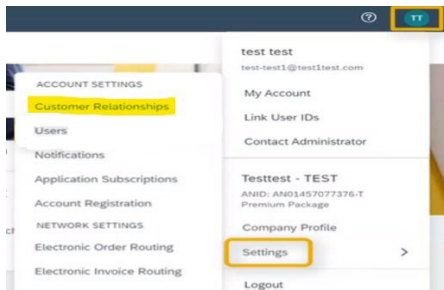 TT
test test
test-test1@test1test.com
My Account
Link User IDs
Contact Administrator
Testtest - TEST
ANID: AN01457077376-T
Premium Package
Company Profile
Settings
Logout
ACCOUNT SETTINGS
Customer Relationships
Users
Notifications
Application Subscriptions
Account Registration
NETWORK SETTINGS
Electronic Order Routing
Electronic Invoice Routing